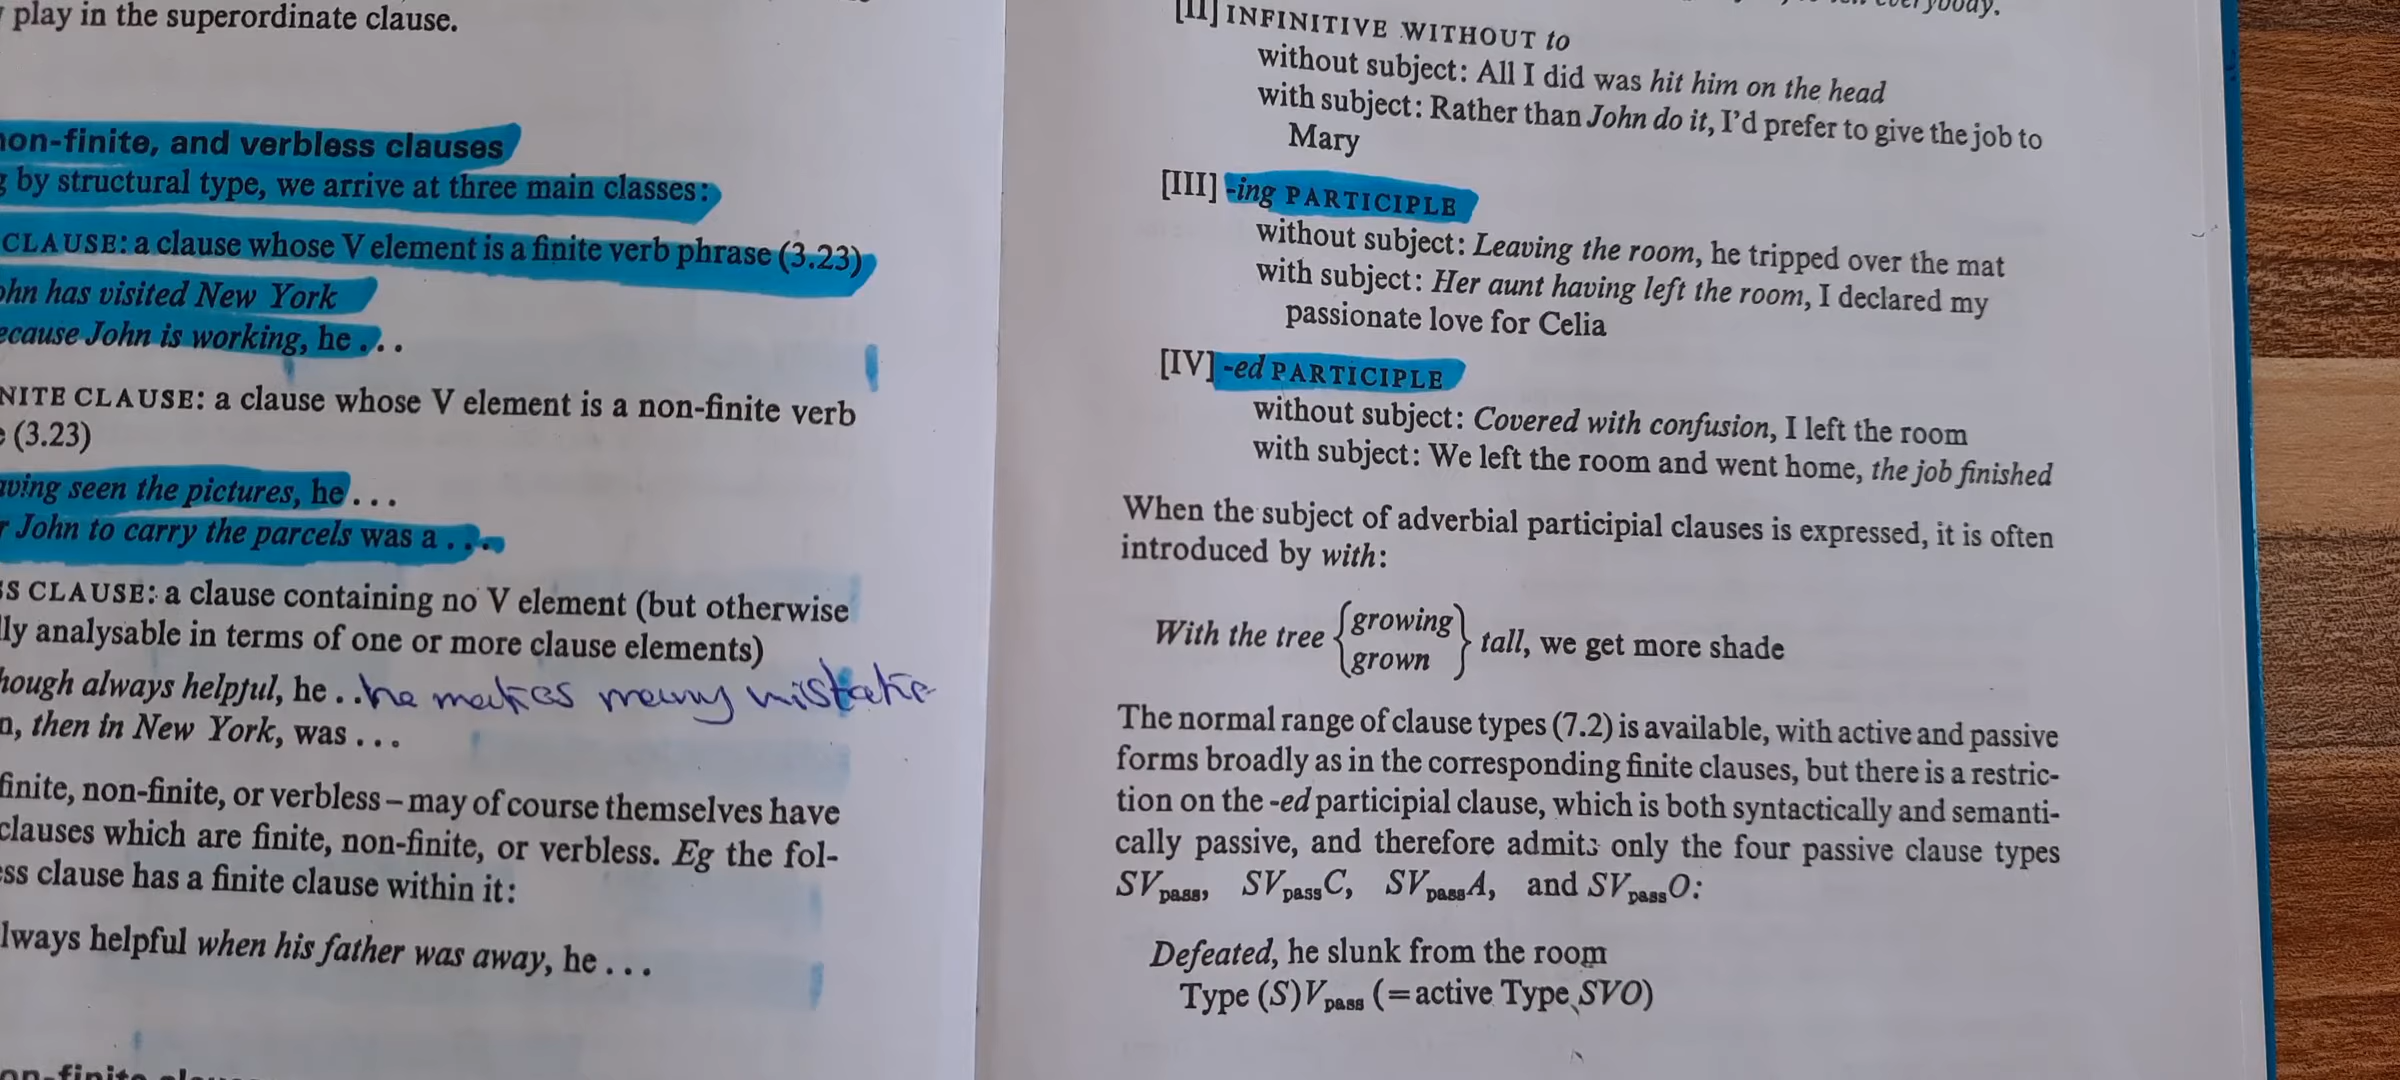 play in the superordinate clause.
non-finite, and verbless clauses
by structural type, we arrive at three main classes:
CLAUSE: a clause whose V element is a finite verb phrase (3.23)
John has visited New York
Because John is working, he . . .
NITE CLAUSE: a clause whose V element is a non-finite verb
(3.23)
aving seen the pictures, he . . .
John to carry the parcels was a . . .
SS CLAUSE: a clause containing no V element (but otherwise
lly analysable in terms of one or more clause elements)
hough always helpful, he . . he makes many mistake
n, then in New York, was . . .
finite, non-finite, or verbless – may of course themselves have
clauses which are finite, non-finite, or verbless. Eg the fol-
ess clause has a finite clause within it:
lways helpful when his father was away, he . . .
everybody.
[II] INFINITIVE WITHOUT to
without subject: All I did was hit him on the head
with subject: Rather than John do it, I'd prefer to give the job to
Mary
[III] -ing PARTICIPLE
without subject: Leaving the room, he tripped over the mat
with subject: Her aunt having left the room, I declared my
passionate love for Celia
[IV] -ed PARTICIPLE
without subject: Covered with confusion, I left the room
with subject: We left the room and went home, the job finished
When the subject of adverbial participial clauses is expressed, it is often
introduced by with:
With the tree {growing / grown} tall, we get more shade
The normal range of clause types (7.2) is available, with active and passive
forms broadly as in the corresponding finite clauses, but there is a restric-
tion on the -ed participial clause, which is both syntactically and semanti-
cally passive, and therefore admits only the four passive clause types
SVpass, SVpassC, SVpassA, and SVpassO:
Defeated, he slunk from the room
Type (S)Vpass (=active Type SVO)